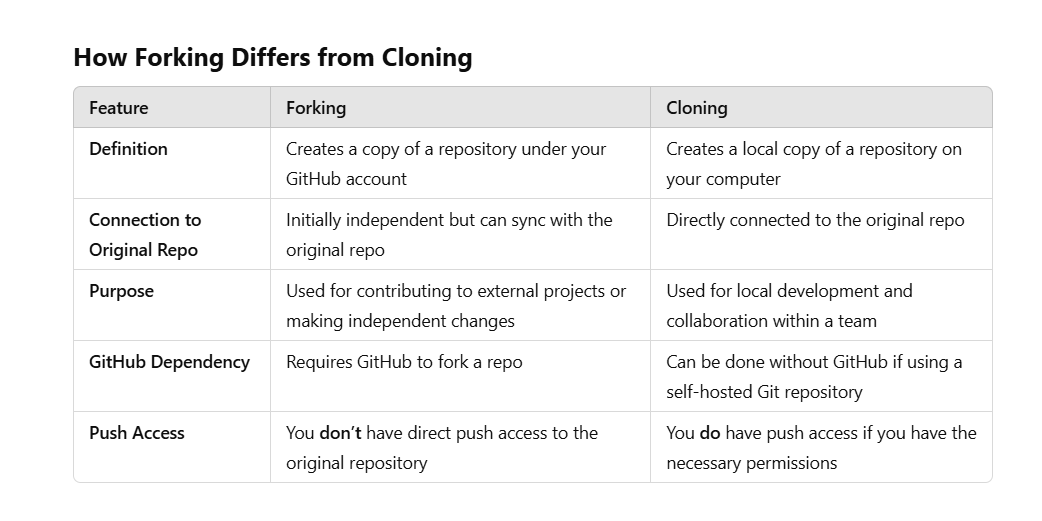 How Forking Differs from Cloning
Feature Forking Cloning
Definition Creates a copy of a repository under your GitHub account Creates a local copy of a repository on your computer
Connection to Original Repo Initially independent but can sync with the original repo Directly connected to the original repo
Purpose Used for contributing to external projects or making independent changes Used for local development and collaboration within a team
GitHub Dependency Requires GitHub to fork a repo Can be done without GitHub if using a self-hosted Git repository
Push Access You don’t have direct push access to the original repository You do have push access if you have the necessary permissions